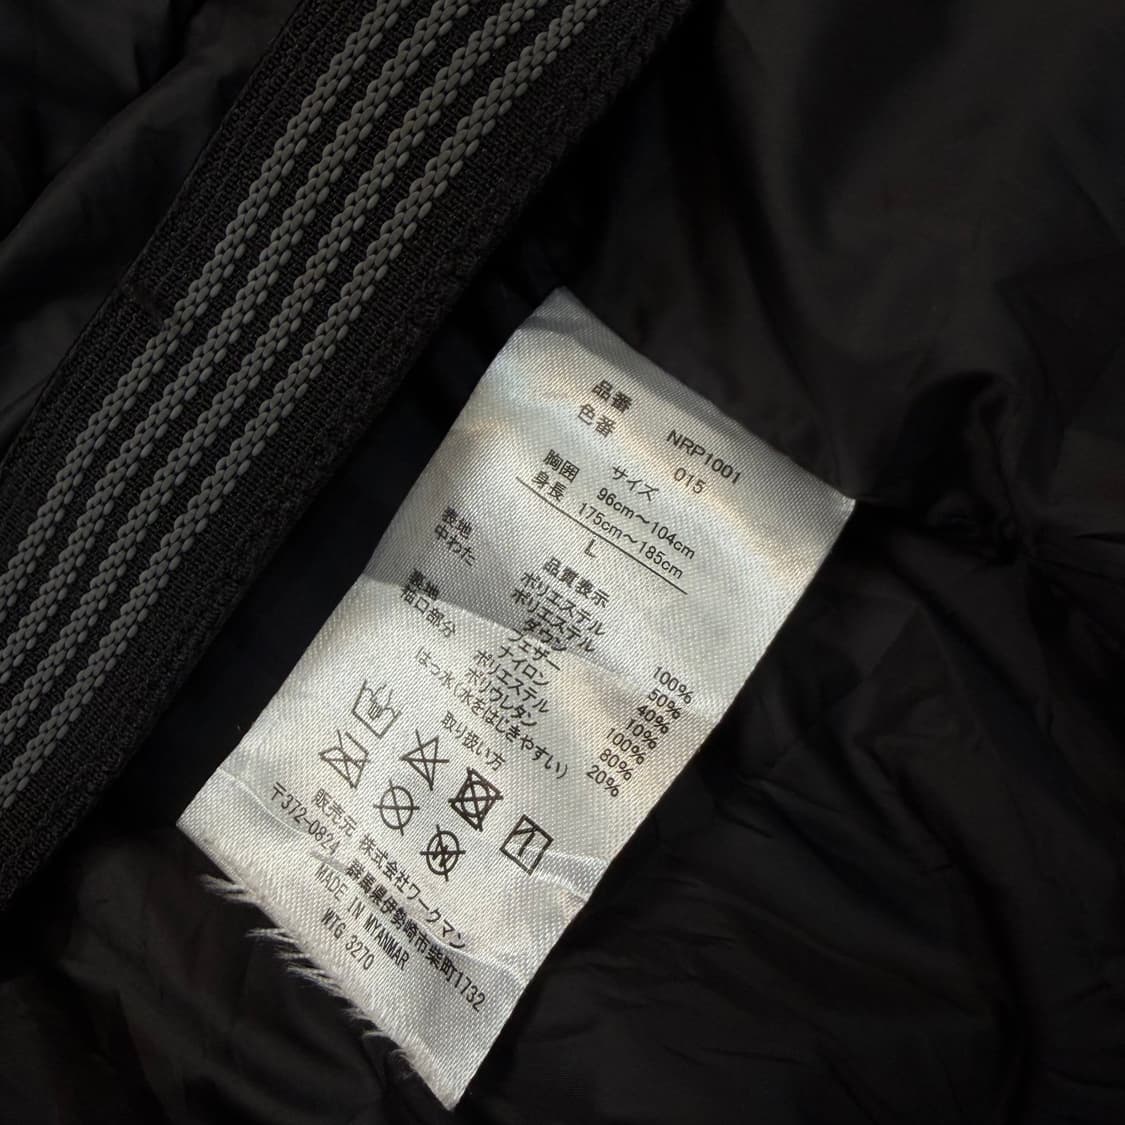 品番 NRP1001
色番 015
サイズ
胸囲 96cm～104cm
身長 175cm～185cm
L
品質表示
表地 ポリエステル 100%
中わた ポリエステル 50%
ダウン 40%
フェザー 10%
裏地 ナイロン 100%
袖口部分 ポリエステル 80%
ポリウレタン 20%
はっ水(水をはじきやすい)
取り扱い方
販売元 株式会社ワークマン
〒372-0824 群馬県伊勢崎市柴町1732
MADE IN MYANMAR
WTG 3270